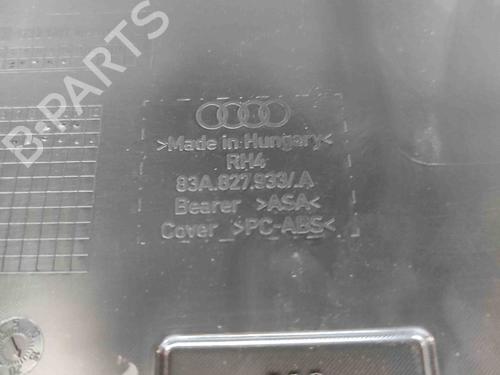 B-PARTS
>Made in Hungary<
RH4
83A.827.933/.A
Bearer >ASA<
Cover >PC-ABS<